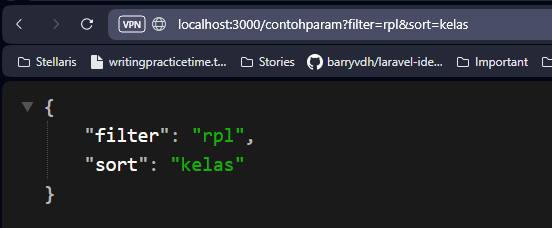 VPN localhost:3000/contohparam?filter=rpl&sort=kelas
Stellaris writingpracticetime.t... Stories barryvdh/laravel-ide... Important
{
"filter": "rpl",
"sort": "kelas"
}